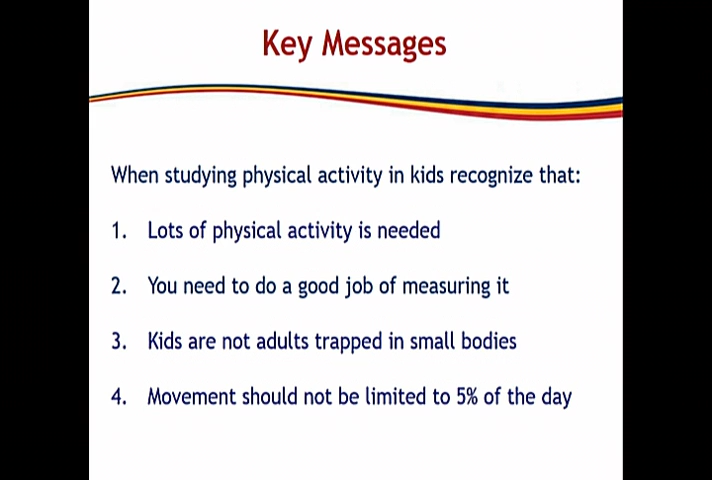 Key Messages
When studying physical activity in kids recognize that:
1. Lots of physical activity is needed
2. You need to do a good job of measuring it
3. Kids are not adults trapped in small bodies
4. Movement should not be limited to 5% of the day